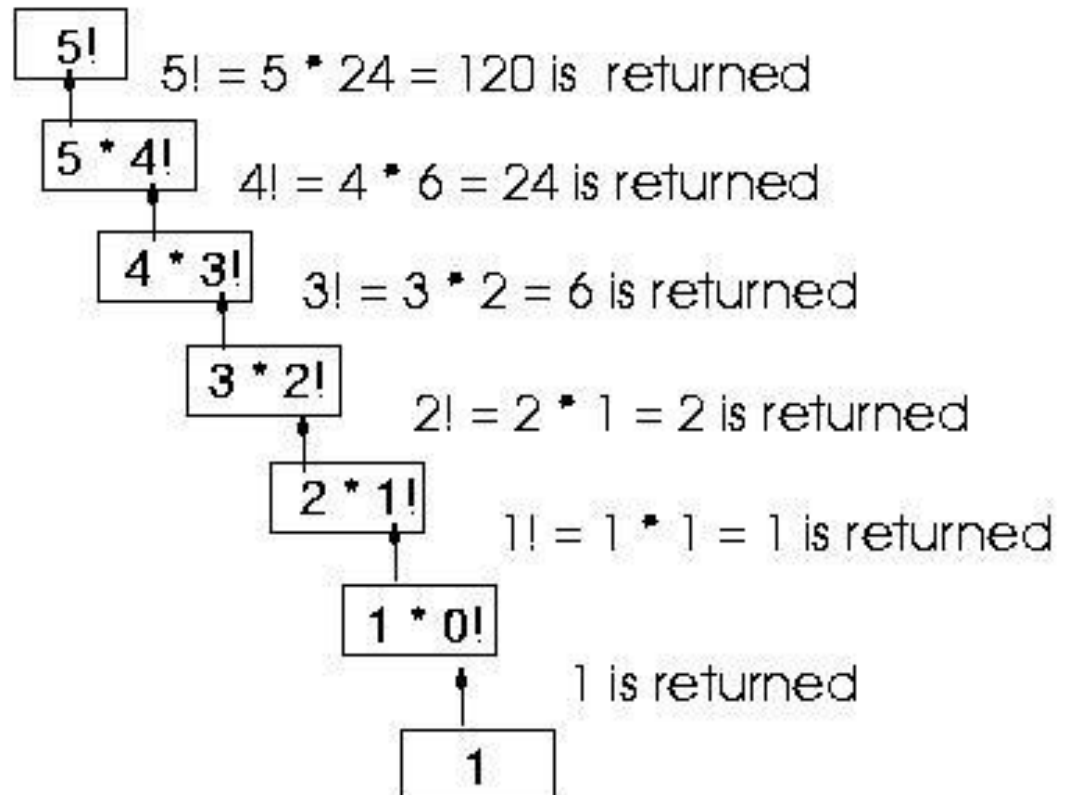 5!
5! = 5 * 24 = 120 is returned
5 * 4!
4! = 4 * 6 = 24 is returned
4 * 3!
3! = 3 * 2 = 6 is returned
3 * 2!
2! = 2 * 1 = 2 is returned
2 * 1!
1! = 1 * 1 = 1 is returned
1 * 0!
1 is returned
1